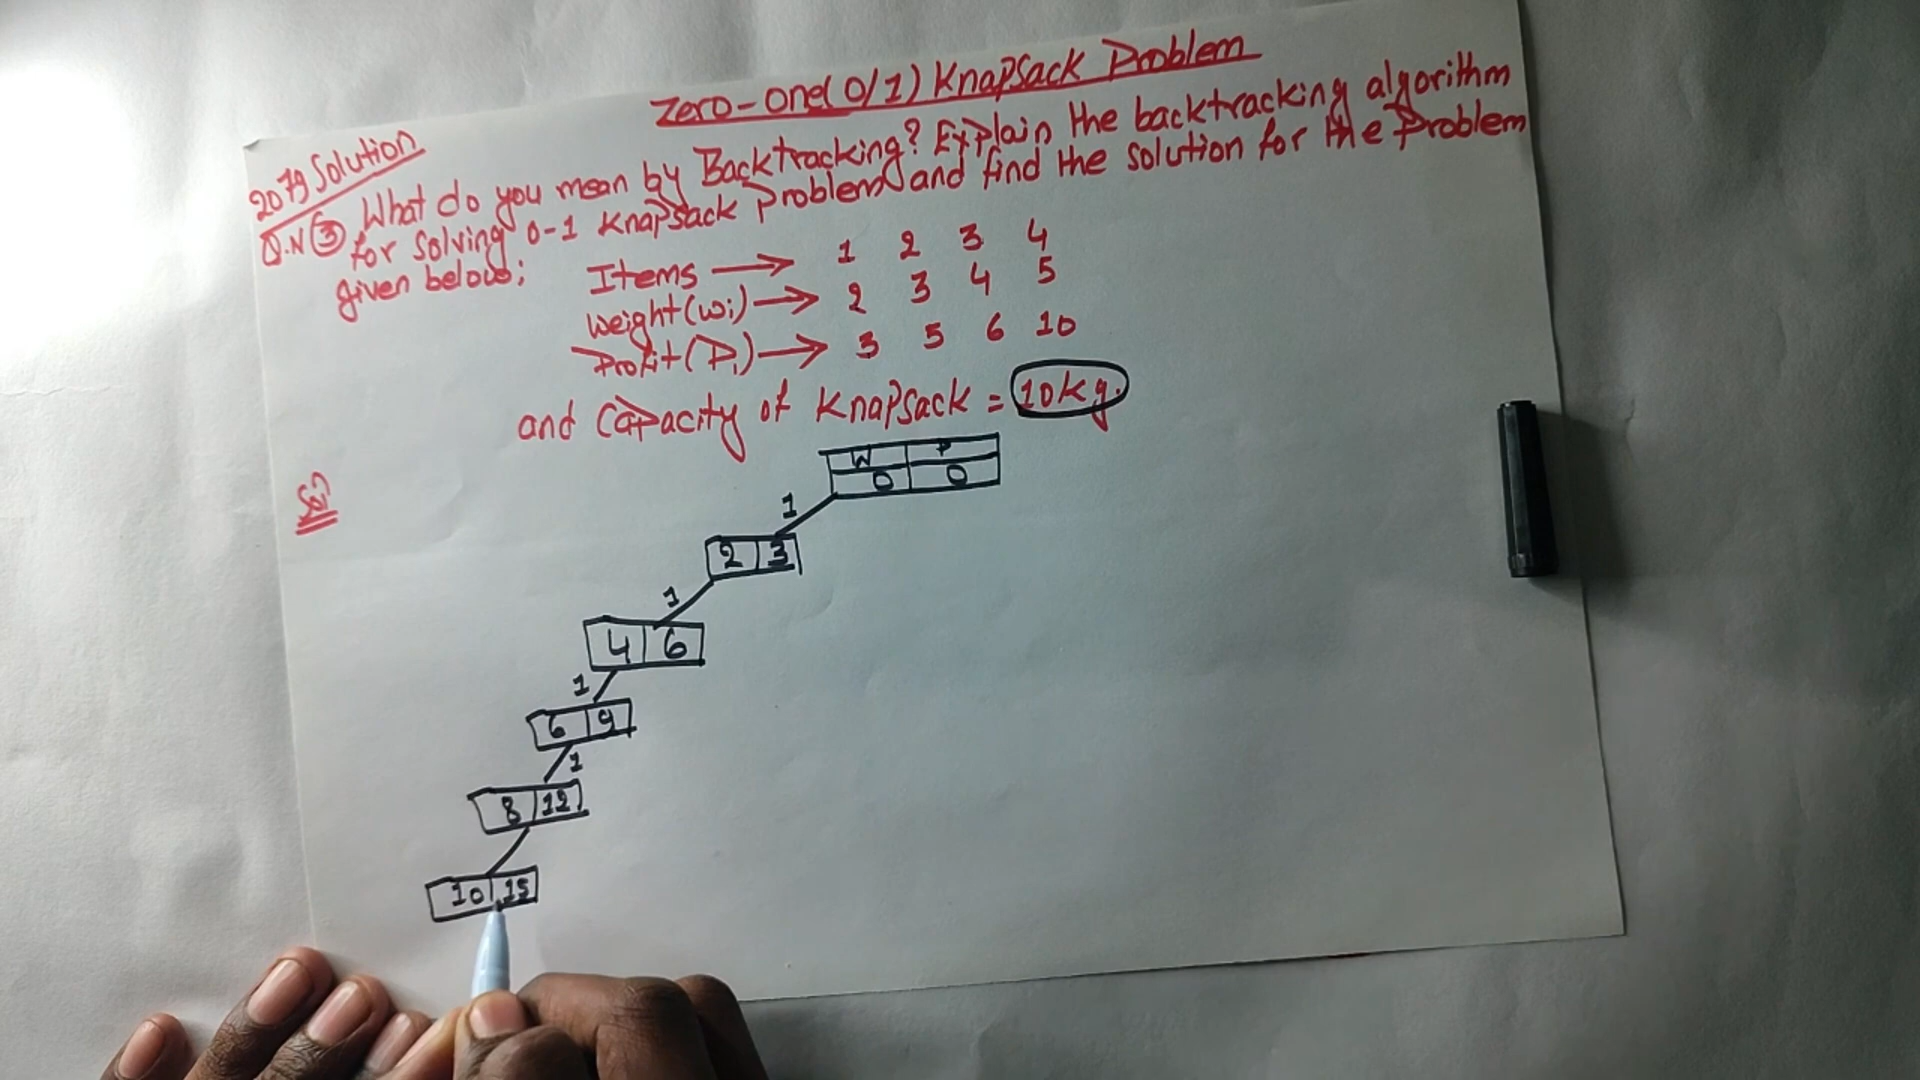 Zero-one(0/1) Knapsack Problem
2079 Solution
Q.N ③ What do you mean by Backtracking? Explain the backtracking algorithm
for solving 0-1 Knapsack Problem and find the solution for the problem
given below;
Items → 1 2 3 4
Weight(wi) → 2 3 4 5
Profit(Pi) → 3 5 6 10
and Capacity of Knapsack = 10kg.
Sol
W P
0 0
1
2 3
1
4 6
1
6 9
1
8 12
10 15